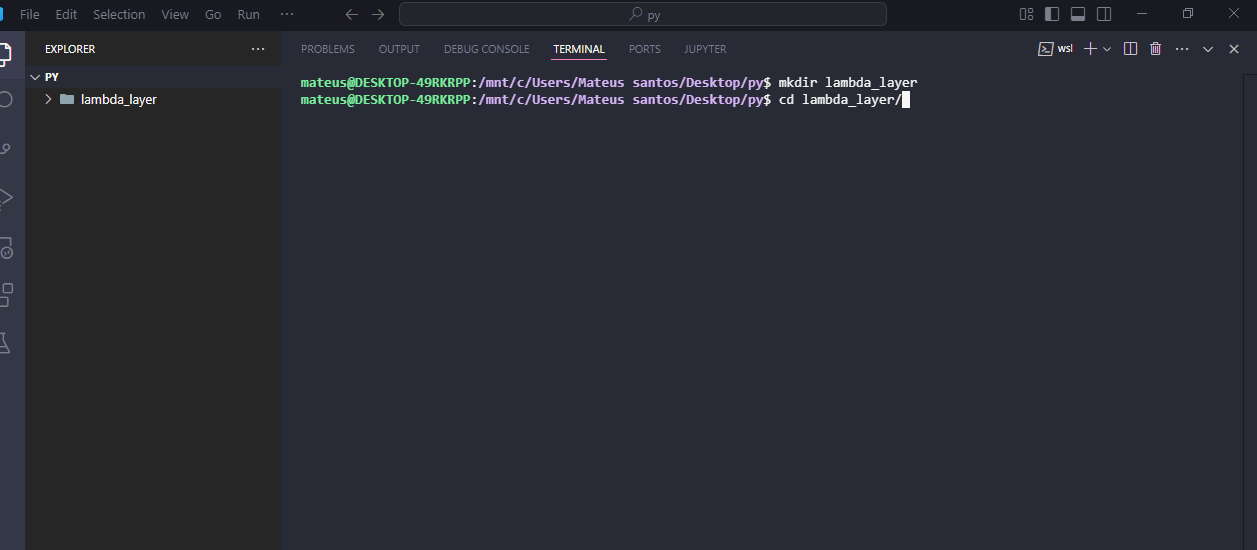 File Edit Selection View Go Run ··· ← → py
EXPLORER ···
PROBLEMS OUTPUT DEBUG CONSOLE TERMINAL PORTS JUPYTER wsl
PY
lambda_layer
mateus@DESKTOP-49RKRPP:/mnt/c/Users/Mateus santos/Desktop/py$ mkdir lambda_layer
mateus@DESKTOP-49RKRPP:/mnt/c/Users/Mateus santos/Desktop/py$ cd lambda_layer/